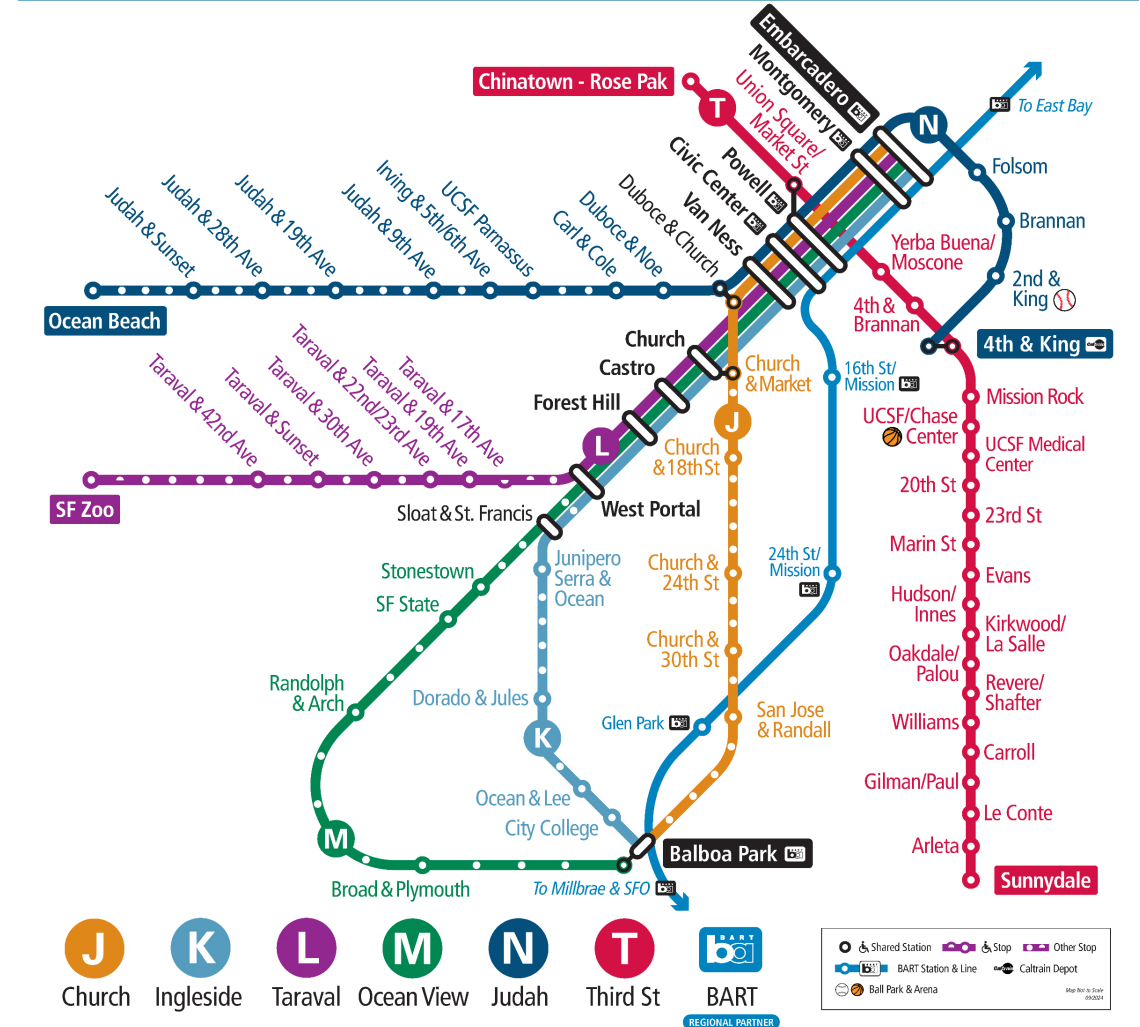 Chinatown - Rose Pak
T
Union Square/
Market St
Embarcadero
Montgomery
Powell
Civic Center
Van Ness
N
To East Bay
Folsom
Brannan
2nd &
King
4th & King
Caltrain
Yerba Buena/
Moscone
4th &
Brannan
Judah & Sunset
Judah & 28th Ave
Judah & 19th Ave
Judah & 9th Ave
Irving & 5th/6th Ave
UCSF Parnassus
Carl & Cole
Duboce & Noe
Duboce & Church
Ocean Beach
Church
Castro
Forest Hill
L
West Portal
Taraval & 42nd Ave
Taraval & Sunset
Taraval & 30th Ave
Taraval & 22nd/23rd Ave
Taraval & 19th Ave
Taraval & 17th Ave
SF Zoo
Sloat & St. Francis
Stonestown
SF State
Randolph
& Arch
M
Broad & Plymouth
Junipero
Serra &
Ocean
Dorado & Jules
K
Ocean & Lee
City College
Balboa Park
To Millbrae & SFO
Church
& Market
J
Church
& 18th St
Church &
24th St
Church &
30th St
San Jose
& Randall
16th St/
Mission
24th St/
Mission
Glen Park
Mission Rock
UCSF/Chase
Center
UCSF Medical
Center
20th St
23rd St
Marin St
Evans
Hudson/
Innes
Kirkwood/
La Salle
Oakdale/
Palou
Revere/
Shafter
Williams
Carroll
Gilman/Paul
Le Conte
Arleta
Sunnydale
J
Church
K
Ingleside
L
Taraval
M
Ocean View
N
Judah
T
Third St
BART
ba
BART
REGIONAL PARTNER
Shared Station
Stop
Other Stop
BART Station & Line
Caltrain Depot
Ball Park & Arena
Map Not to Scale
09/2024